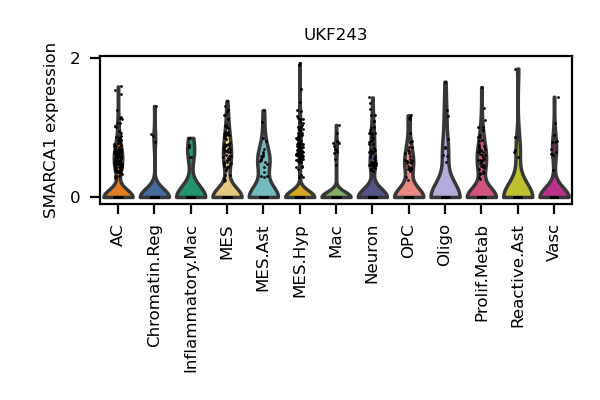 UKF243
SMARCA1 expression
2
0
AC
Chromatin.Reg
Inflammatory.Mac
MES
MES.Ast
MES.Hyp
Mac
Neuron
OPC
Oligo
Prolif.Metab
Reactive.Ast
Vasc